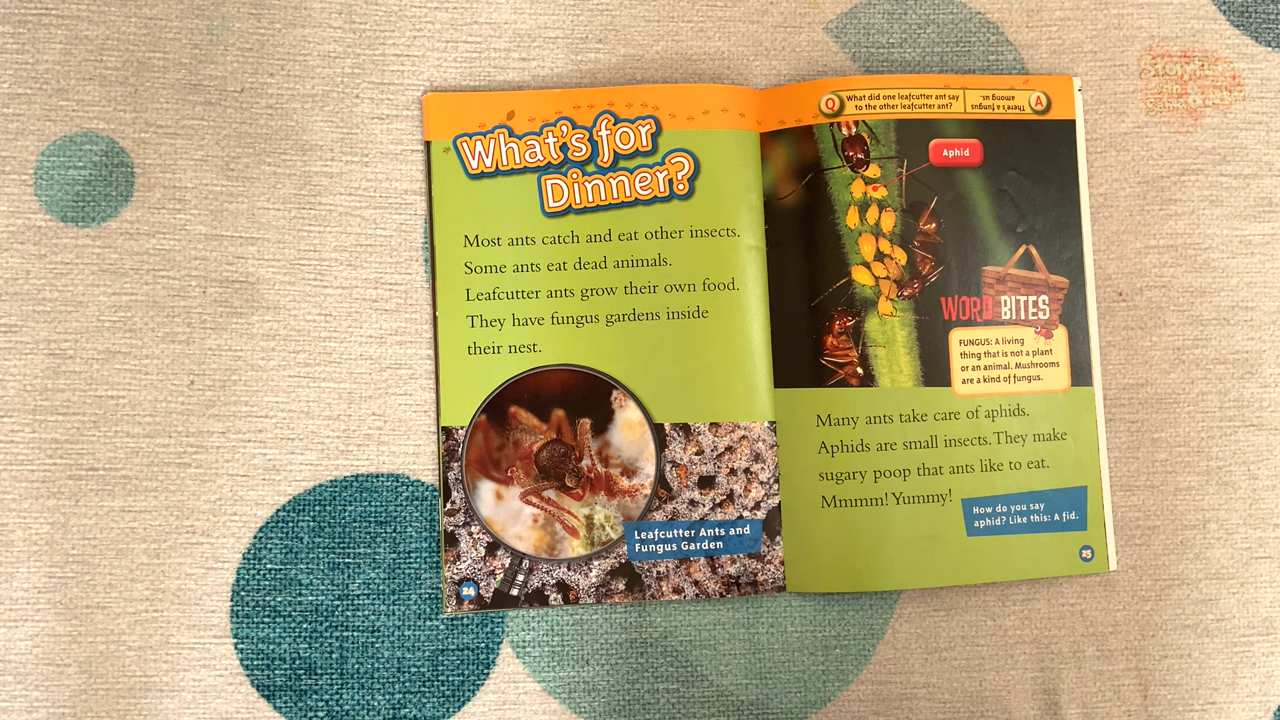 What's for
Dinner?
Most ants catch and eat other insects.
Some ants eat dead animals.
Leafcutter ants grow their own food.
They have fungus gardens inside
their nest.
Leafcutter Ants and
Fungus Garden
24
Q
What did one leafcutter ant say
to the other leafcutter ant?
A
There's a fungus
among us.
Aphid
WORD BITES
FUNGUS: A living
thing that is not a plant
or an animal. Mushrooms
are a kind of fungus.
Many ants take care of aphids.
Aphids are small insects. They make
sugary poop that ants like to eat.
Mmmm! Yummy!
How do you say
aphid? Like this: A fid.
25